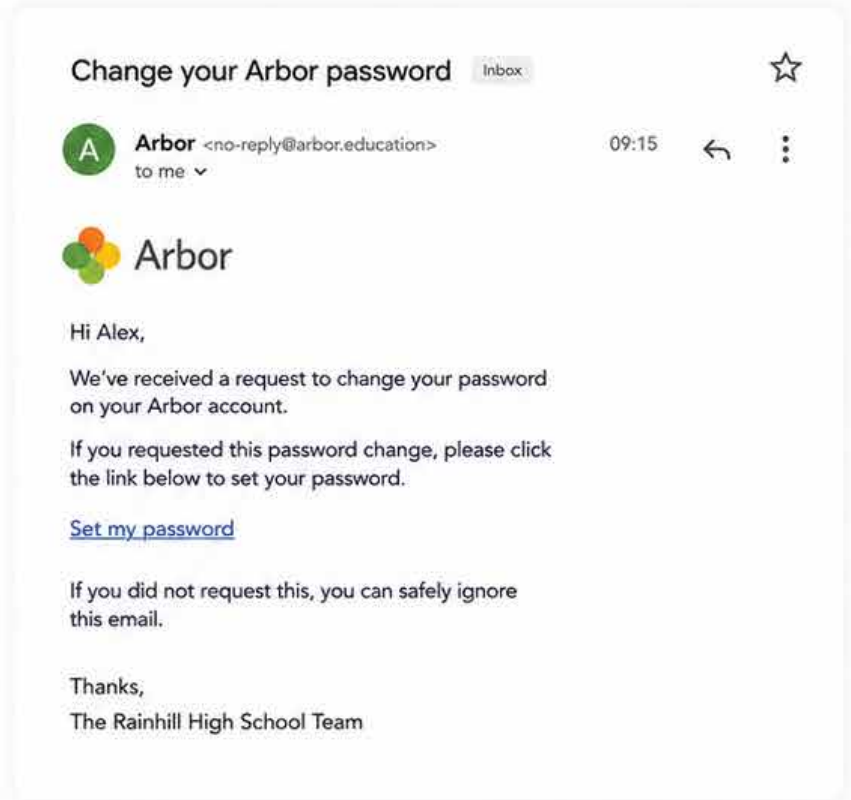 Change your Arbor password Inbox
A
Arbor <no-reply@arbor.education> 09:15
to me
Arbor
Hi Alex,
We've received a request to change your password
on your Arbor account.
If you requested this password change, please click
the link below to set your password.
Set my password
If you did not request this, you can safely ignore
this email.
Thanks,
The Rainhill High School Team